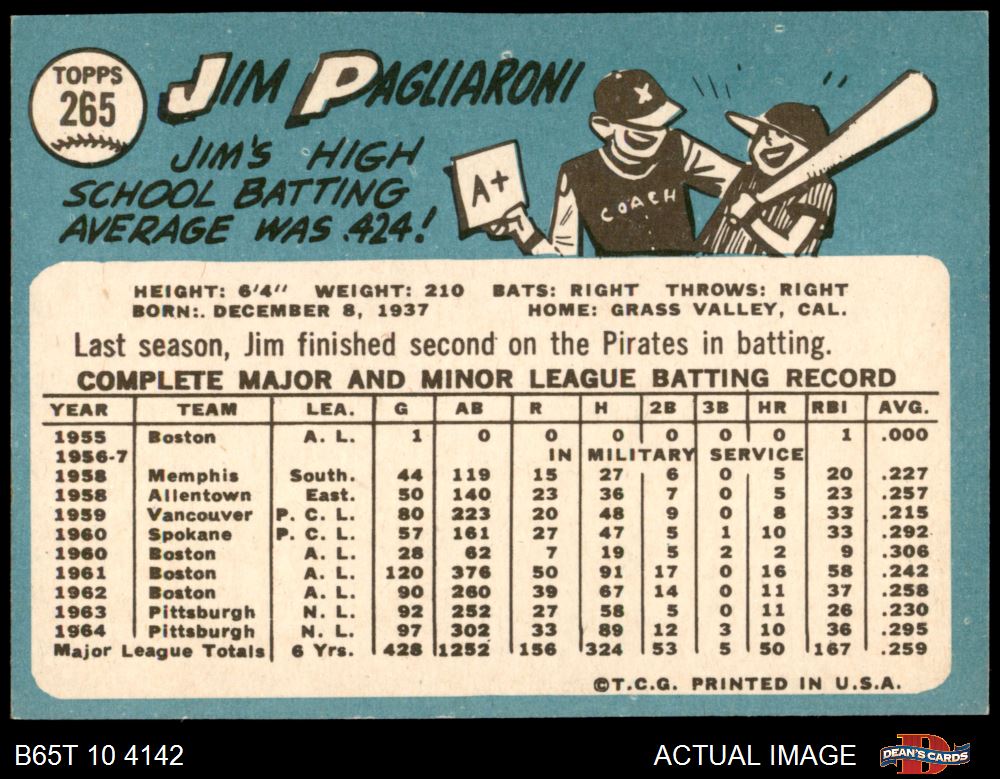 TOPPS
265
JIM PAGLIARONI
JIM'S HIGH
SCHOOL BATTING
AVERAGE WAS .424!
A+
X
COACH
HEIGHT: 6'4" WEIGHT: 210 BATS: RIGHT THROWS: RIGHT
BORN:. DECEMBER 8, 1937 HOME: GRASS VALLEY, CAL.
Last season, Jim finished second on the Pirates in batting.
COMPLETE MAJOR AND MINOR LEAGUE BATTING RECORD
YEAR TEAM LEA. G AB R H 2B 3B HR RBI AVG.
1955 Boston A. L. 1 0 0 0 0 0 0 1 .000
1956-7 IN MILITARY SERVICE
1958 Memphis South. 44 119 15 27 6 0 5 20 .227
1958 Allentown East. 50 140 23 36 7 0 5 23 .257
1959 Vancouver P. C. L. 80 223 20 48 9 0 8 33 .215
1960 Spokane P. C. L. 57 161 27 47 5 1 10 33 .292
1960 Boston A. L. 28 62 7 19 5 2 2 9 .306
1961 Boston A. L. 120 376 50 91 17 0 16 58 .242
1962 Boston A. L. 90 260 39 67 14 0 11 37 .258
1963 Pittsburgh N. L. 92 252 27 58 5 0 11 26 .230
1964 Pittsburgh N. L. 97 302 33 89 12 3 10 36 .295
Major League Totals 6 Yrs. 428 1252 156 324 53 5 50 167 .259
©T.C.G. PRINTED IN U.S.A.
B65T 10 4142 ACTUAL IMAGE DEAN'S CARDS